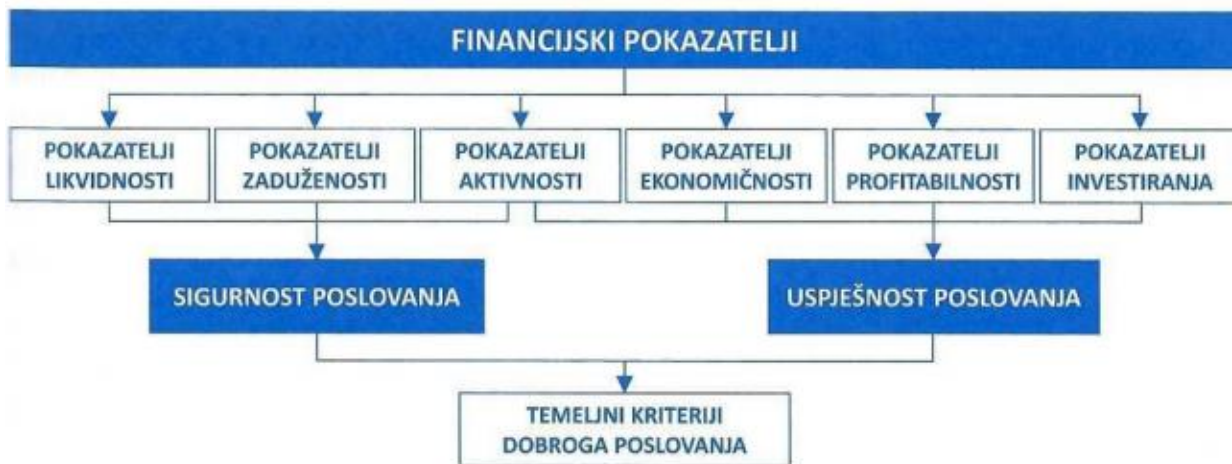 FINANCIJSKI POKAZATELJI
POKAZATELJI
LIKVIDNOSTI
POKAZATELJI
ZADUŽENOSTI
POKAZATELJI
AKTIVNOSTI
POKAZATELJI
EKONOMIČNOSTI
POKAZATELJI
PROFITABILNOSTI
POKAZATELJI
INVESTIRANJA
SIGURNOST POSLOVANJA
USPJEŠNOST POSLOVANJA
TEMELJNI KRITERIJI
DOBROGA POSLOVANJA